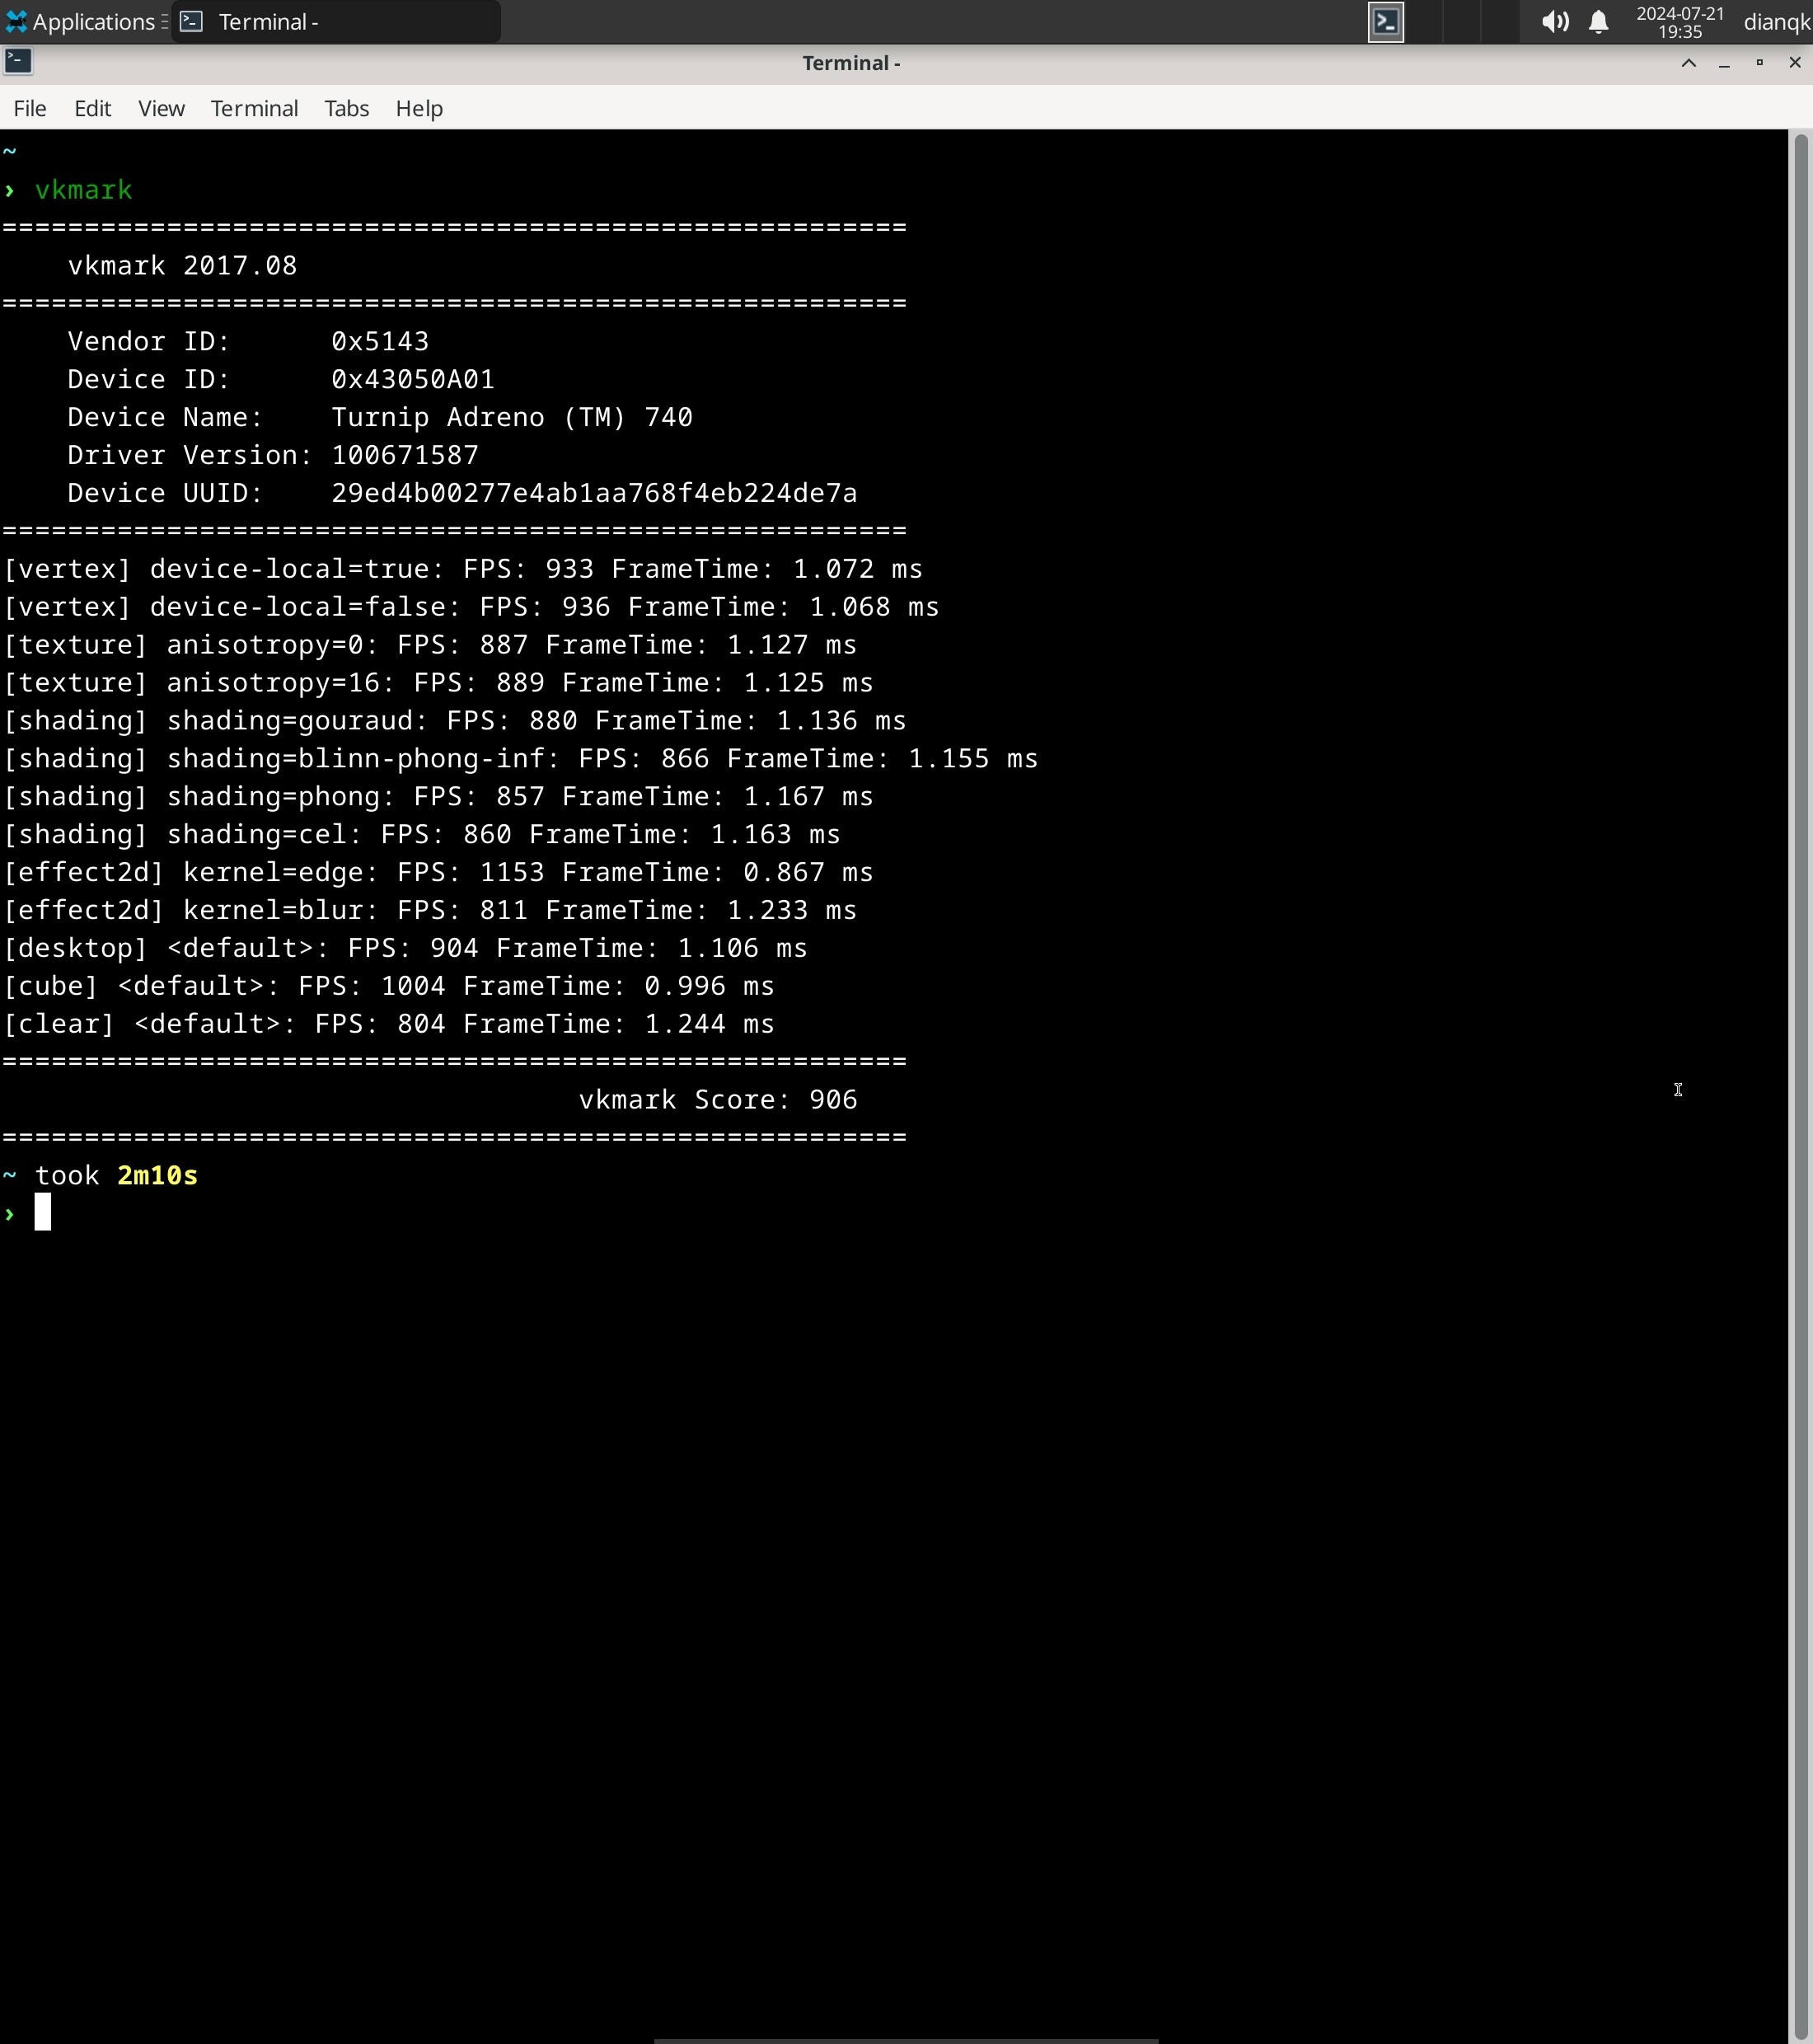 Applications
Terminal -
2024-07-21
19:35
dianqk
Terminal -
File Edit View Terminal Tabs Help
~
› vkmark
=======================================================
    vkmark 2017.08
=======================================================
    Vendor ID:      0x5143
    Device ID:      0x43050A01
    Device Name:    Turnip Adreno (TM) 740
    Driver Version: 100671587
    Device UUID:    29ed4b00277e4ab1aa768f4eb224de7a
=======================================================
[vertex] device-local=true: FPS: 933 FrameTime: 1.072 ms
[vertex] device-local=false: FPS: 936 FrameTime: 1.068 ms
[texture] anisotropy=0: FPS: 887 FrameTime: 1.127 ms
[texture] anisotropy=16: FPS: 889 FrameTime: 1.125 ms
[shading] shading=gouraud: FPS: 880 FrameTime: 1.136 ms
[shading] shading=blinn-phong-inf: FPS: 866 FrameTime: 1.155 ms
[shading] shading=phong: FPS: 857 FrameTime: 1.167 ms
[shading] shading=cel: FPS: 860 FrameTime: 1.163 ms
[effect2d] kernel=edge: FPS: 1153 FrameTime: 0.867 ms
[effect2d] kernel=blur: FPS: 811 FrameTime: 1.233 ms
[desktop] <default>: FPS: 904 FrameTime: 1.106 ms
[cube] <default>: FPS: 1004 FrameTime: 0.996 ms
[clear] <default>: FPS: 804 FrameTime: 1.244 ms
=======================================================
                                   vkmark Score: 906
=======================================================
~ took 2m10s
›